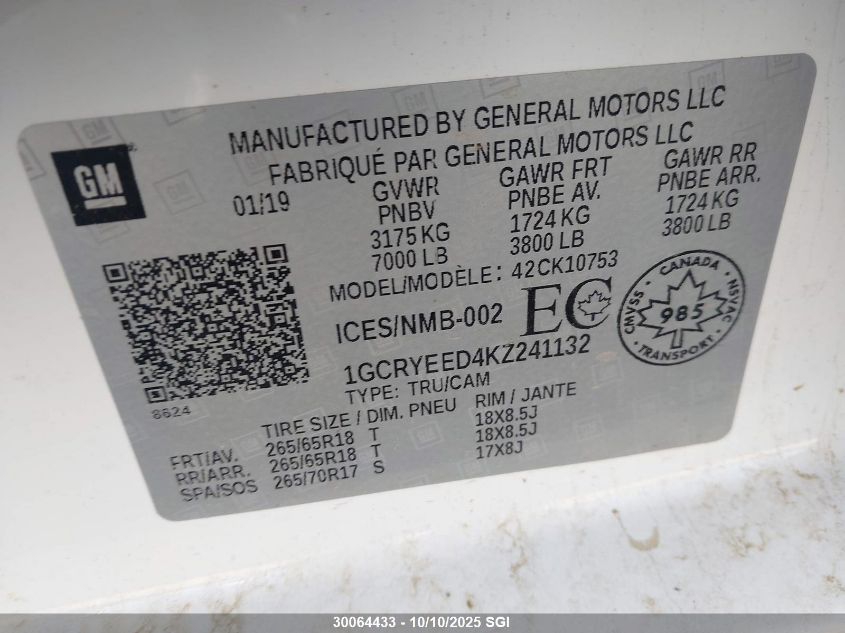 GM
MANUFACTURED BY GENERAL MOTORS LLC
FABRIQUÉ PAR GENERAL MOTORS LLC
01/19
GVWR
PNBV
3175 KG
7000 LB
GAWR FRT
PNBE AV.
1724 KG
3800 LB
GAWR RR
PNBE ARR.
1724 KG
3800 LB
MODEL/MODÈLE: 42CK10753
ICES/NMB-002 EC
CANADA
CMVSS 985 NSVAC
TRANSPORT
1GCRYEED4KZ241132
TYPE: TRU/CAM
8624
TIRE SIZE / DIM. PNEU RIM / JANTE
FRT/AV. 265/65R18 T 18X8.5J
RR/ARR. 265/65R18 T 18X8.5J
SPA/SOS 265/70R17 S 17X8J
30064433 - 10/10/2025 SGI